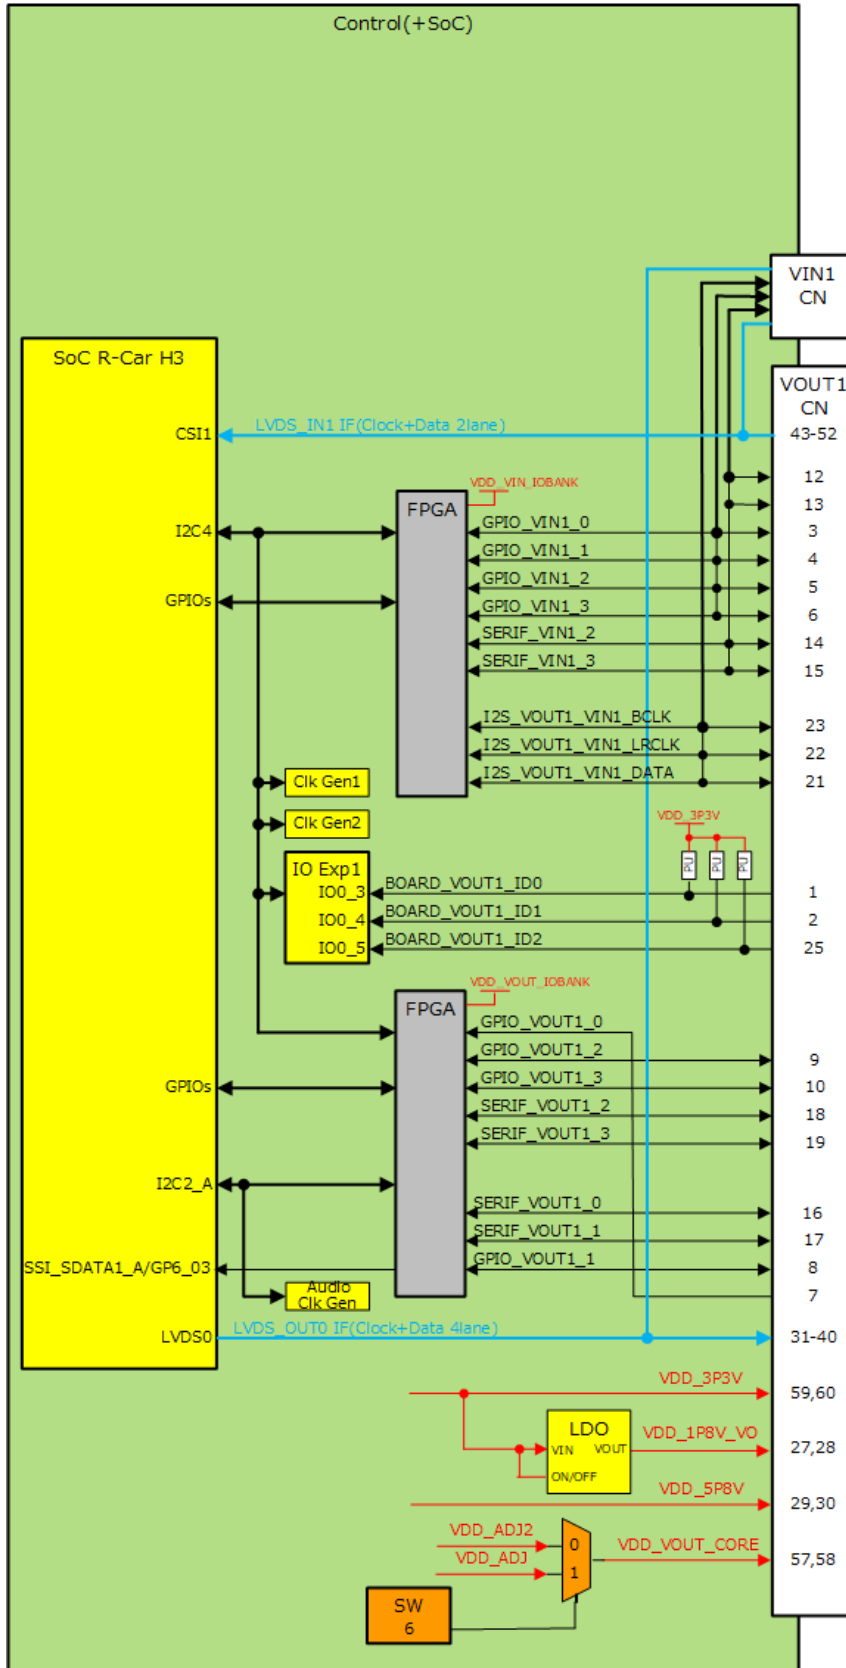 Control(+SoC)
VIN1
CN
SoC R-Car H3
VOUT1
CN
CSI1
LVDS_IN1 IF(Clock+Data 2lane)
43-52
12
VDD_VIN_IOBANK
FPGA
13
I2C4
GPIO_VIN1_0
3
GPIO_VIN1_1
4
GPIO_VIN1_2
5
GPIOs
GPIO_VIN1_3
6
SERIF_VIN1_2
14
SERIF_VIN1_3
15
I2S_VOUT1_VIN1_BCLK
23
I2S_VOUT1_VIN1_LRCLK
22
I2S_VOUT1_VIN1_DATA
21
Clk Gen1
VDD_3P3V
Clk Gen2
PU
PU
PU
IO Exp1
IO0_3
BOARD_VOUT1_ID0
1
IO0_4
BOARD_VOUT1_ID1
2
IO0_5
BOARD_VOUT1_ID2
25
VDD_VOUT_IOBANK
FPGA
GPIO_VOUT1_0
GPIO_VOUT1_2
9
GPIOs
GPIO_VOUT1_3
10
SERIF_VOUT1_2
18
SERIF_VOUT1_3
19
I2C2_A
SERIF_VOUT1_0
16
SERIF_VOUT1_1
17
SSI_SDATA1_A/GP6_03
GPIO_VOUT1_1
8
Audio
Clk Gen
7
LVDS0
LVDS_OUT0 IF(Clock+Data 4lane)
31-40
VDD_3P3V
59,60
LDO
VIN
VOUT
ON/OFF
VDD_1P8V_VO
27,28
VDD_5P8V
29,30
VDD_ADJ2
0
VDD_ADJ
1
VDD_VOUT_CORE
57,58
SW
6